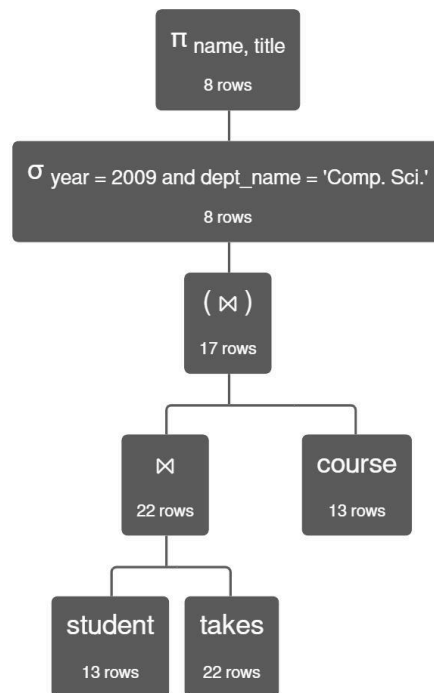 π name, title
8 rows
σ year = 2009 and dept_name = 'Comp. Sci.'
8 rows
( ⋈ )
17 rows
⋈
22 rows
course
13 rows
student
13 rows
takes
22 rows